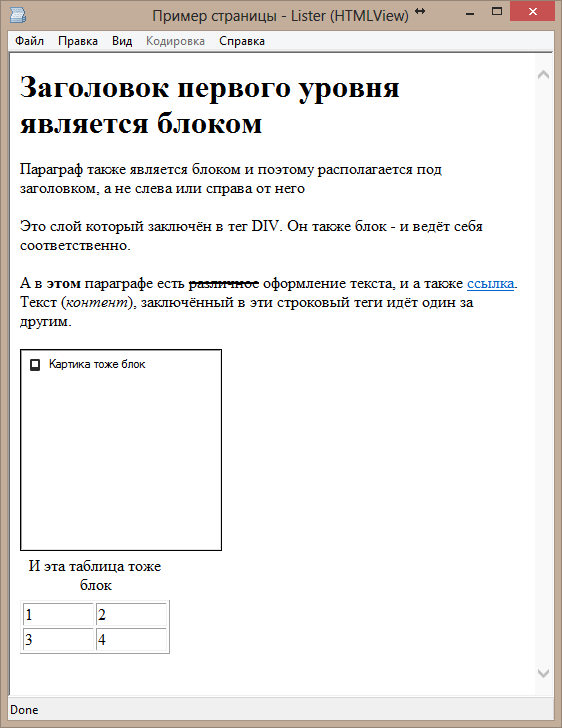 Пример страницы - Lister (HTMLView)
Файл Правка Вид Кодировка Справка
Заголовок первого уровня
является блоком
Параграф также является блоком и поэтому располагается под
заголовком, а не слева или справа от него
Это слой который заключён в тег DIV. Он также блок - и ведёт себя
соответственно.
А в этом параграфе есть различное оформление текста, и а также ссылка.
Текст (контент), заключённый в эти строковый теги идёт один за
другим.
Картика тоже блок
И эта таблица тоже
блок
1 2
3 4
Done